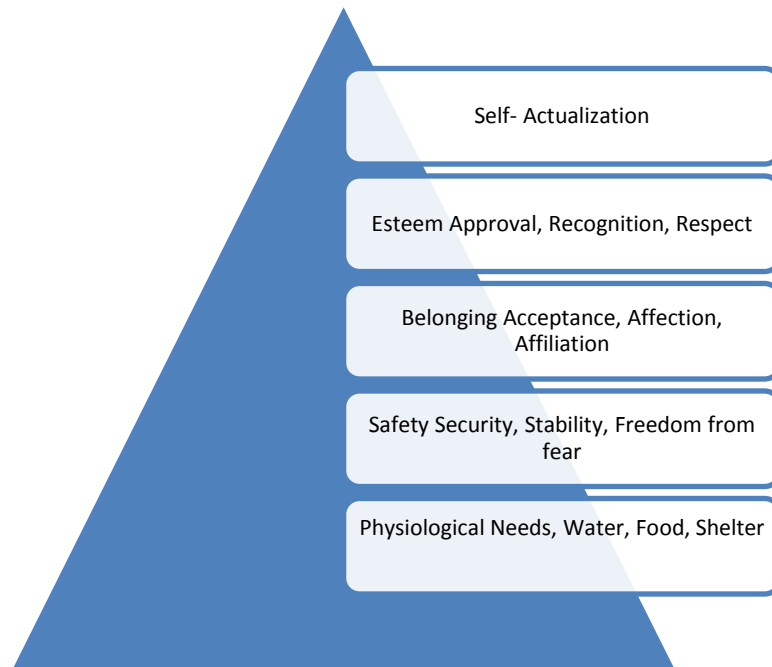 Self- Actualization
Esteem Approval, Recognition, Respect
Belonging Acceptance, Affection,
Affiliation
Safety Security, Stability, Freedom from
fear
Physiological Needs, Water, Food, Shelter